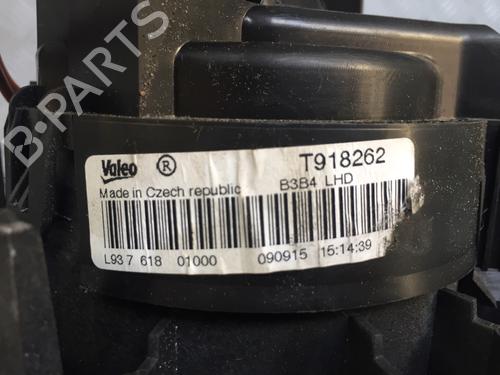 Valeo ® T918262
Made in Czech republic B3B4 LHD
L93 7 618 01000 090915 15:14:39
B-PARTS